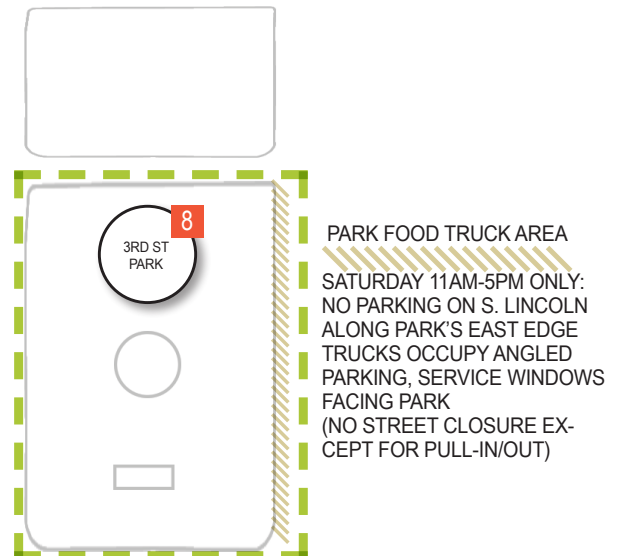 8
3RD ST
PARK
PARK FOOD TRUCK AREA
SATURDAY 11AM-5PM ONLY:
NO PARKING ON S. LINCOLN
ALONG PARK'S EAST EDGE
TRUCKS OCCUPY ANGLED
PARKING, SERVICE WINDOWS
FACING PARK
(NO STREET CLOSURE EX-
CEPT FOR PULL-IN/OUT)